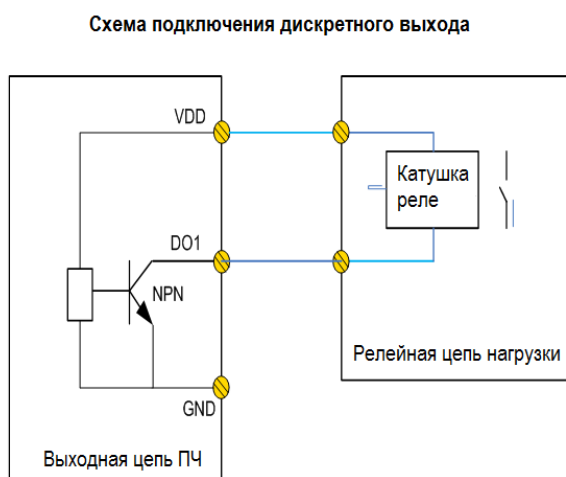 Схема подключения дискретного выхода
VDD
Катушка
реле
DO1
NPN
Релейная цепь нагрузки
GND
Выходная цепь ПЧ